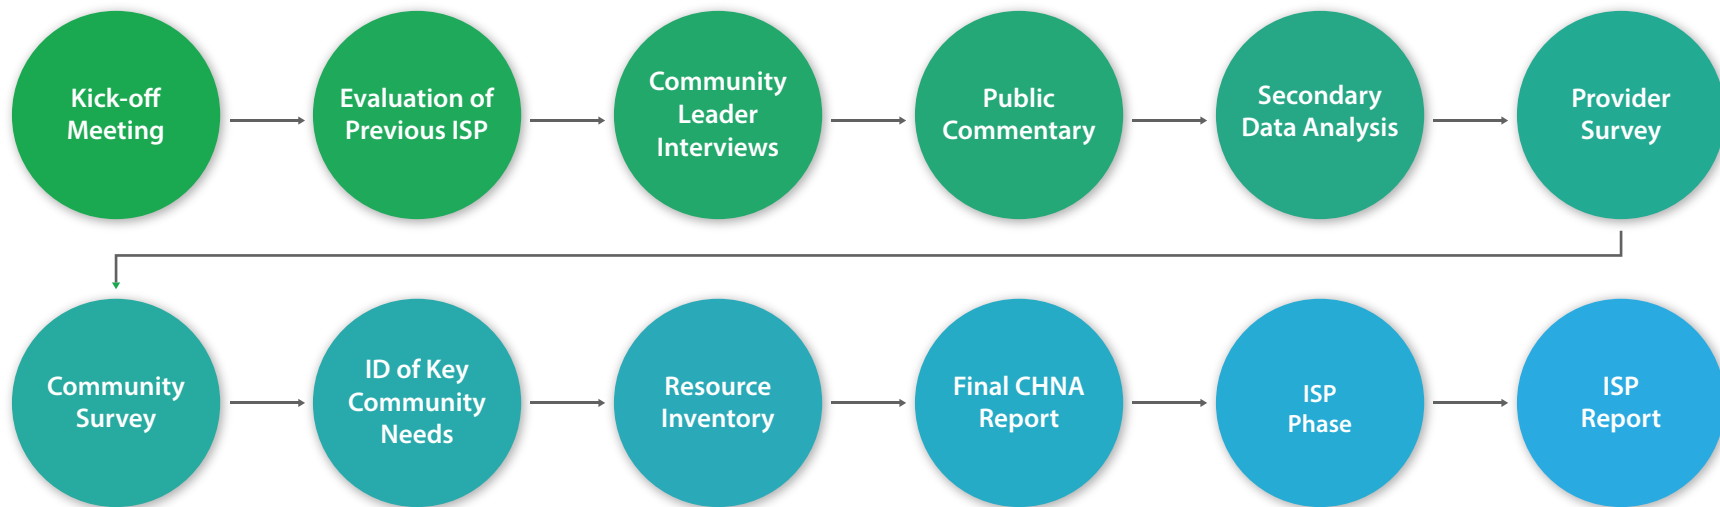 Kick-off
Meeting
Evaluation of
Previous ISP
Community
Leader
Interviews
Public
Commentary
Secondary
Data Analysis
Provider
Survey
Community
Survey
ID of Key
Community
Needs
Resource
Inventory
Final CHNA
Report
ISP
Phase
ISP
Report